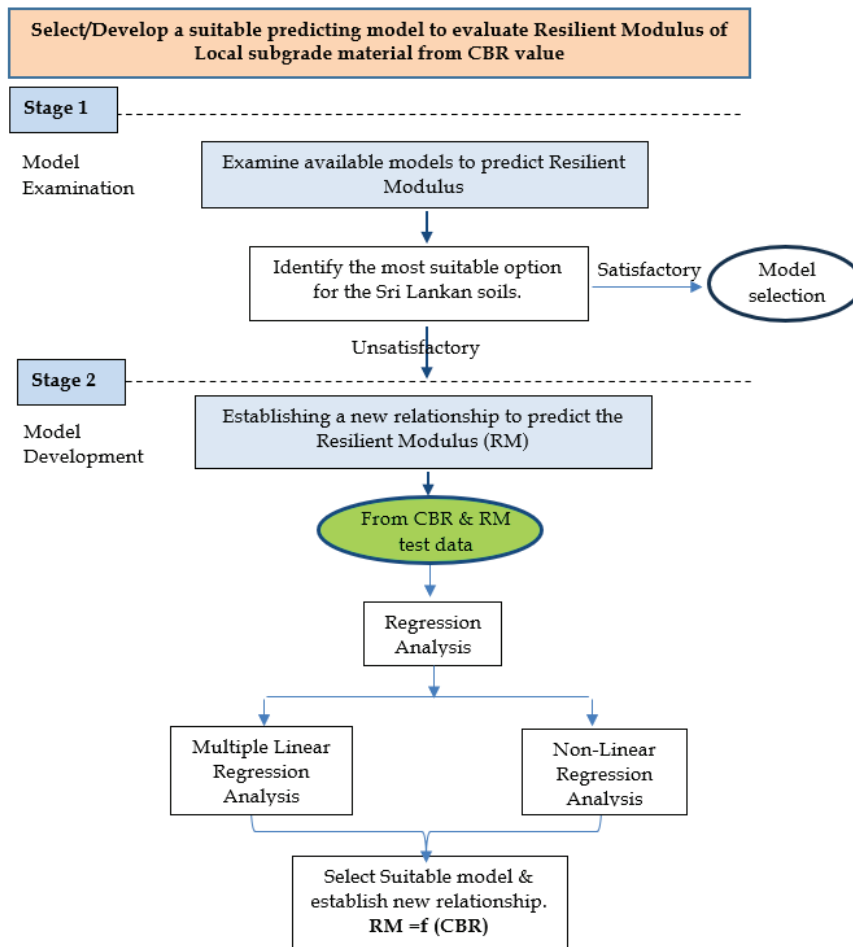 Select/Develop a suitable predicting model to evaluate Resilient Modulus of
Local subgrade material from CBR value
Stage 1
Model
Examination
Examine available models to predict Resilient
Modulus
Identify the most suitable option
for the Sri Lankan soils.
Satisfactory
Model
selection
Unsatisfactory
Stage 2
Model
Development
Establishing a new relationship to predict the
Resilient Modulus (RM)
From CBR & RM
test data
Regression
Analysis
Multiple Linear
Regression
Analysis
Non-Linear
Regression
Analysis
Select Suitable model &
establish new relationship.
RM =f (CBR)